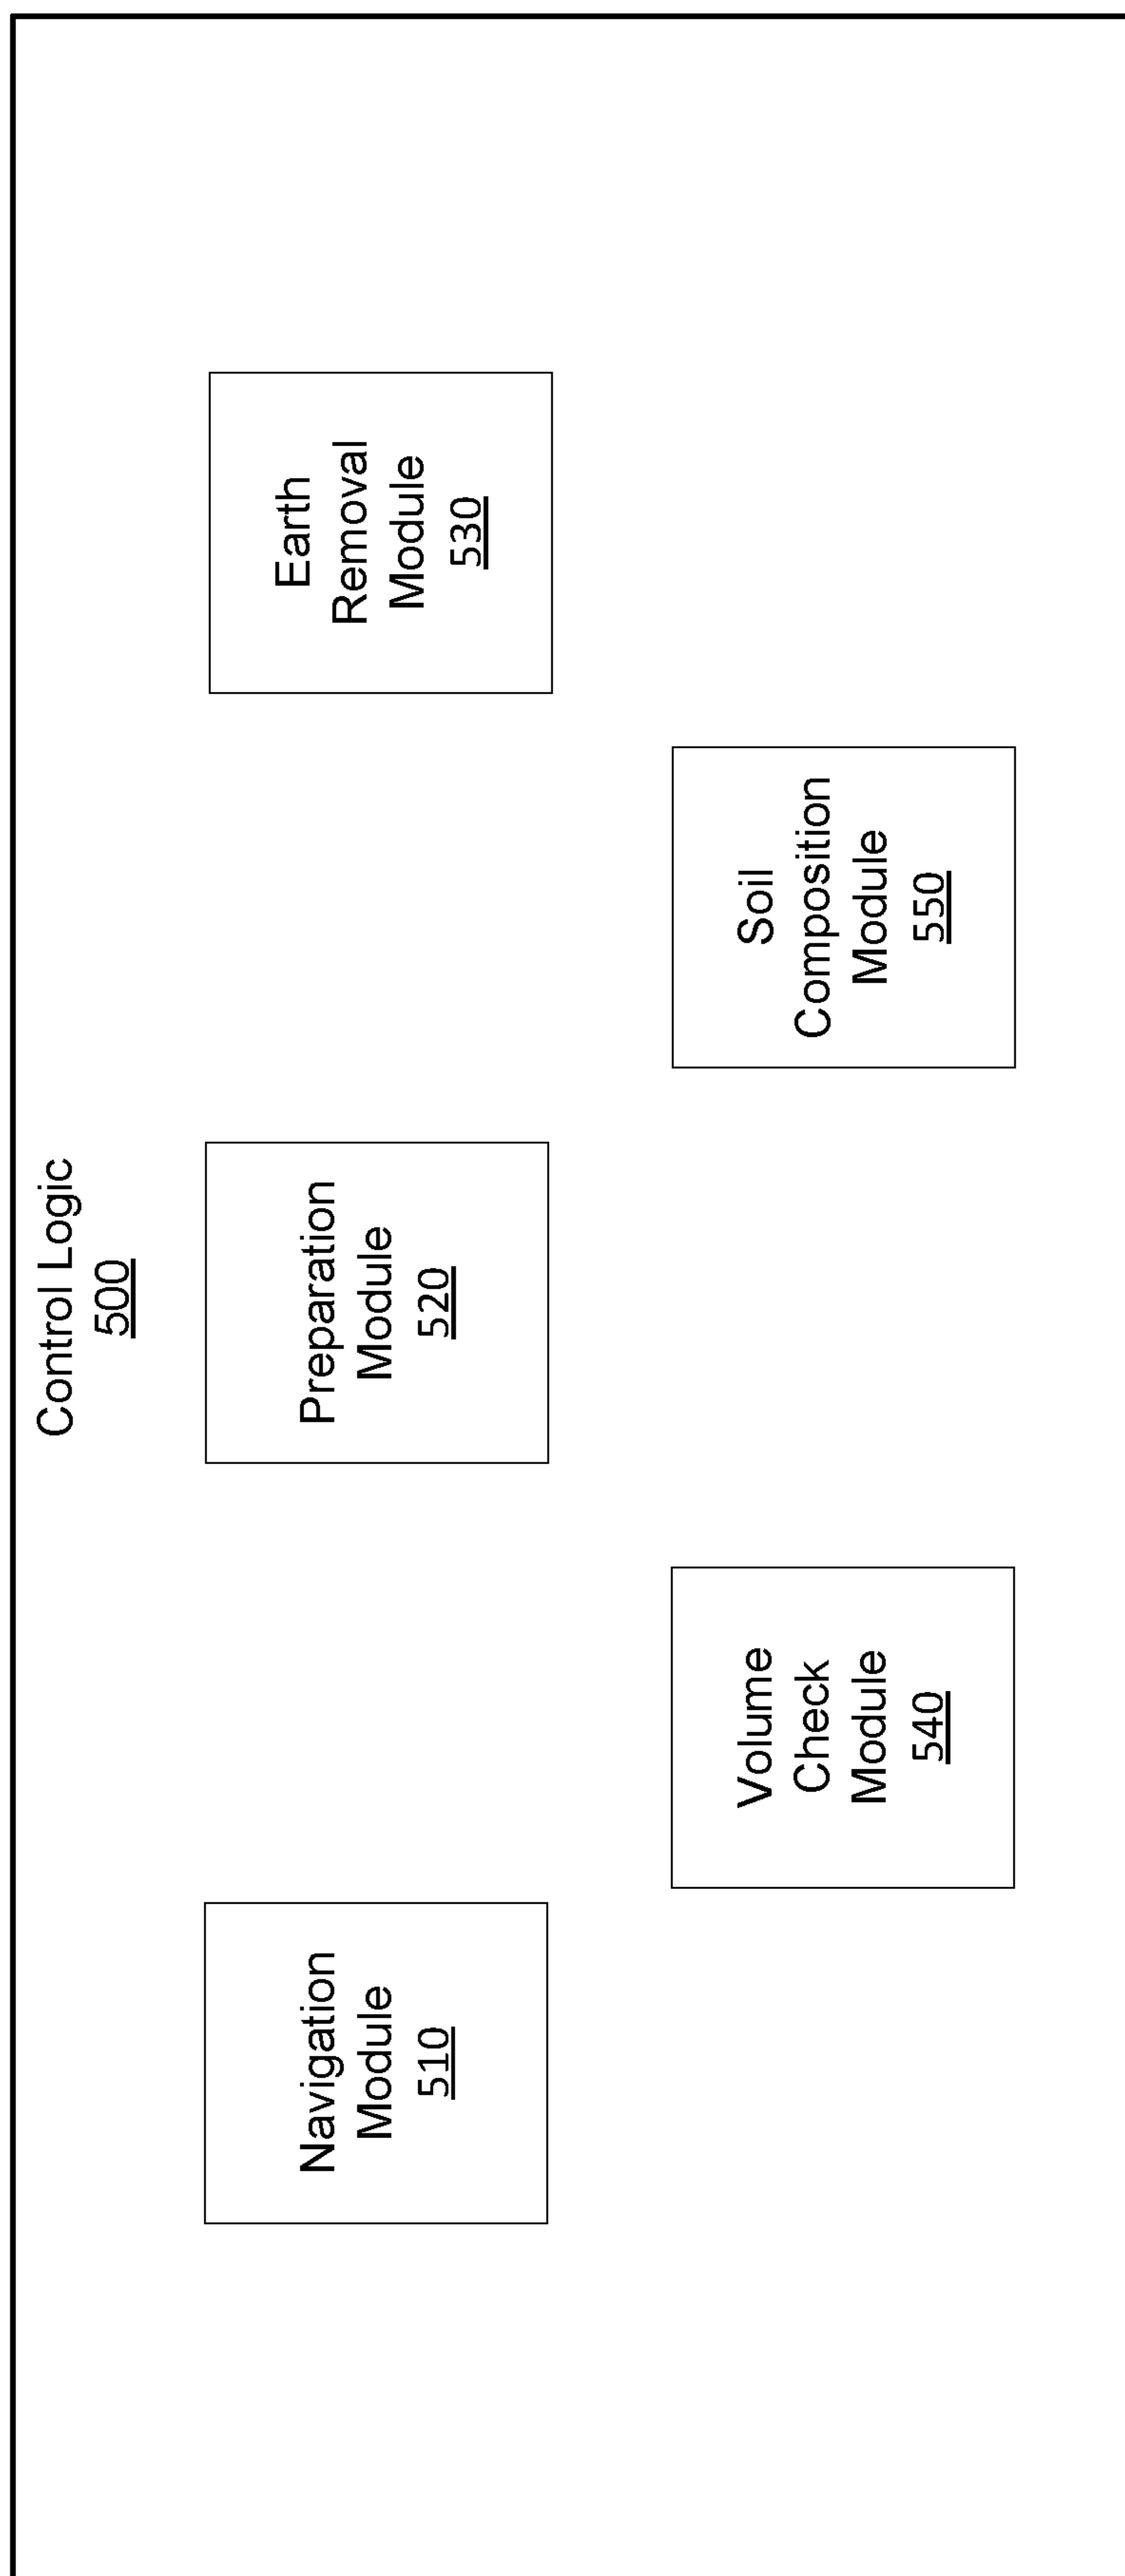 Control Logic
500
Navigation
Module
510
Preparation
Module
520
Earth
Removal
Module
530
Volume
Check
Module
540
Soil
Composition
Module
550